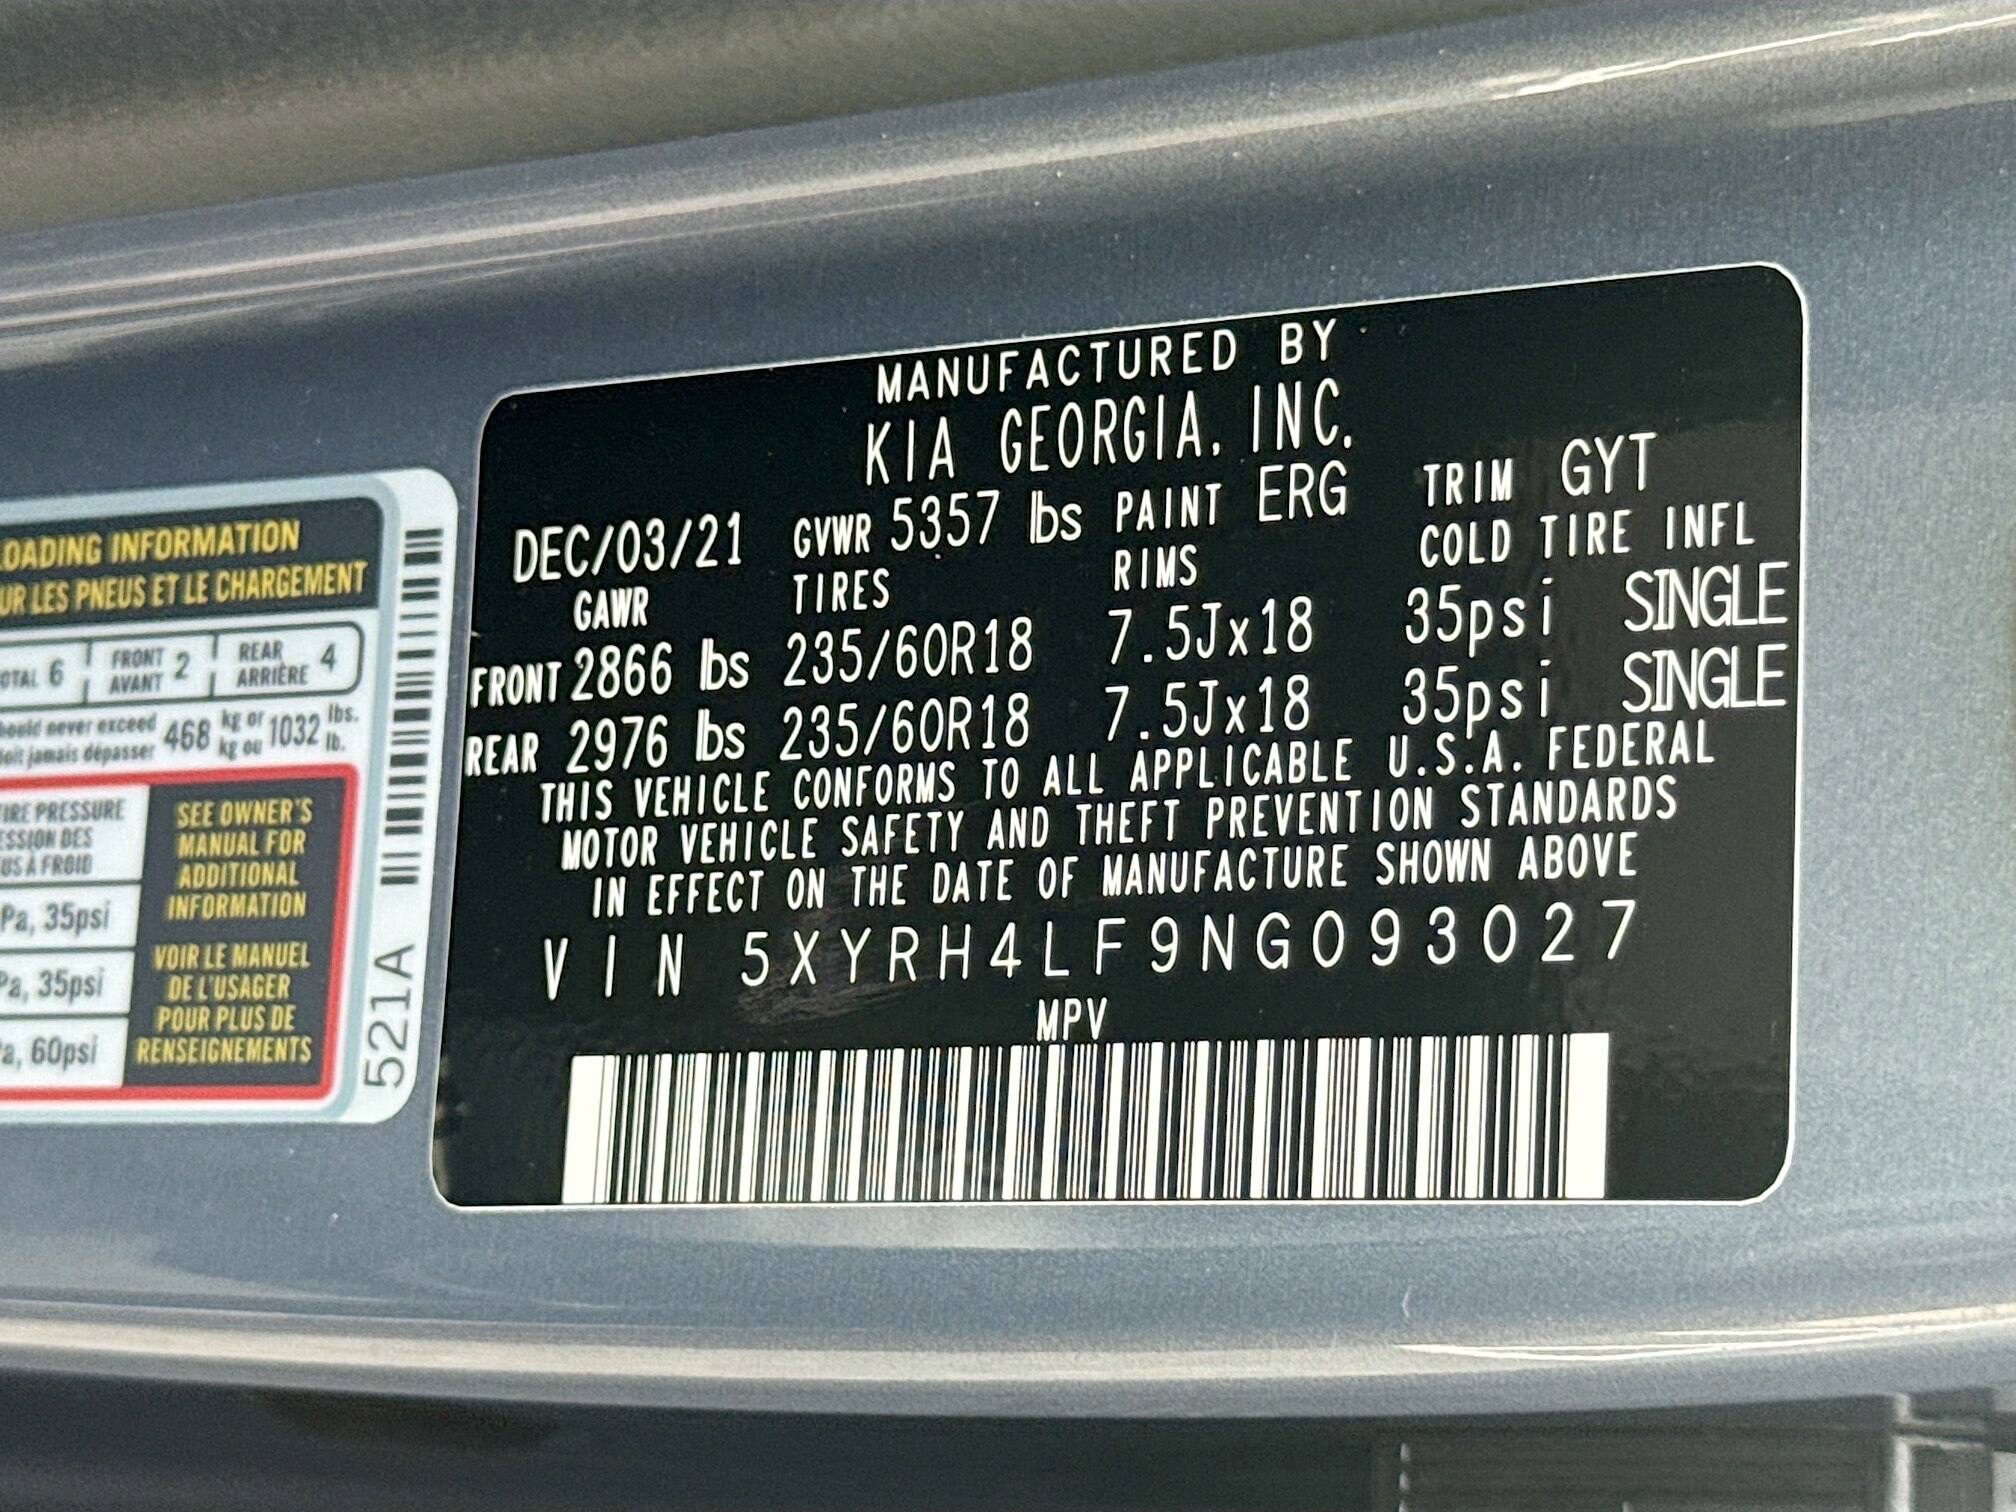 MANUFACTURED BY
KIA GEORGIA, INC.
DEC/03/21 GVWR 5357 lbs PAINT ERG TRIM GYT
GAWR TIRES RIMS COLD TIRE INFL
FRONT 2866 lbs 235/60R18 7.5Jx18 35psi SINGLE
REAR 2976 lbs 235/60R18 7.5Jx18 35psi SINGLE
THIS VEHICLE CONFORMS TO ALL APPLICABLE U.S.A. FEDERAL
MOTOR VEHICLE SAFETY AND THEFT PREVENTION STANDARDS
IN EFFECT ON THE DATE OF MANUFACTURE SHOWN ABOVE
VIN 5XYRH4LF9NG093027
MPV
OADING INFORMATION
UR LES PNEUS ET LE CHARGEMENT
OTAL 6 FRONT 2 REAR 4
AVANT ARRIÈRE
hould never exceed 468 kg or 1032 lbs.
doit jamais dépasser kg ou lb.
IRE PRESSURE
ESSION DES
US À FROID
Pa, 35psi
Pa, 35psi
a, 60psi
SEE OWNER'S
MANUAL FOR
ADDITIONAL
INFORMATION
VOIR LE MANUEL
DE L'USAGER
POUR PLUS DE
RENSEIGNEMENTS
521A